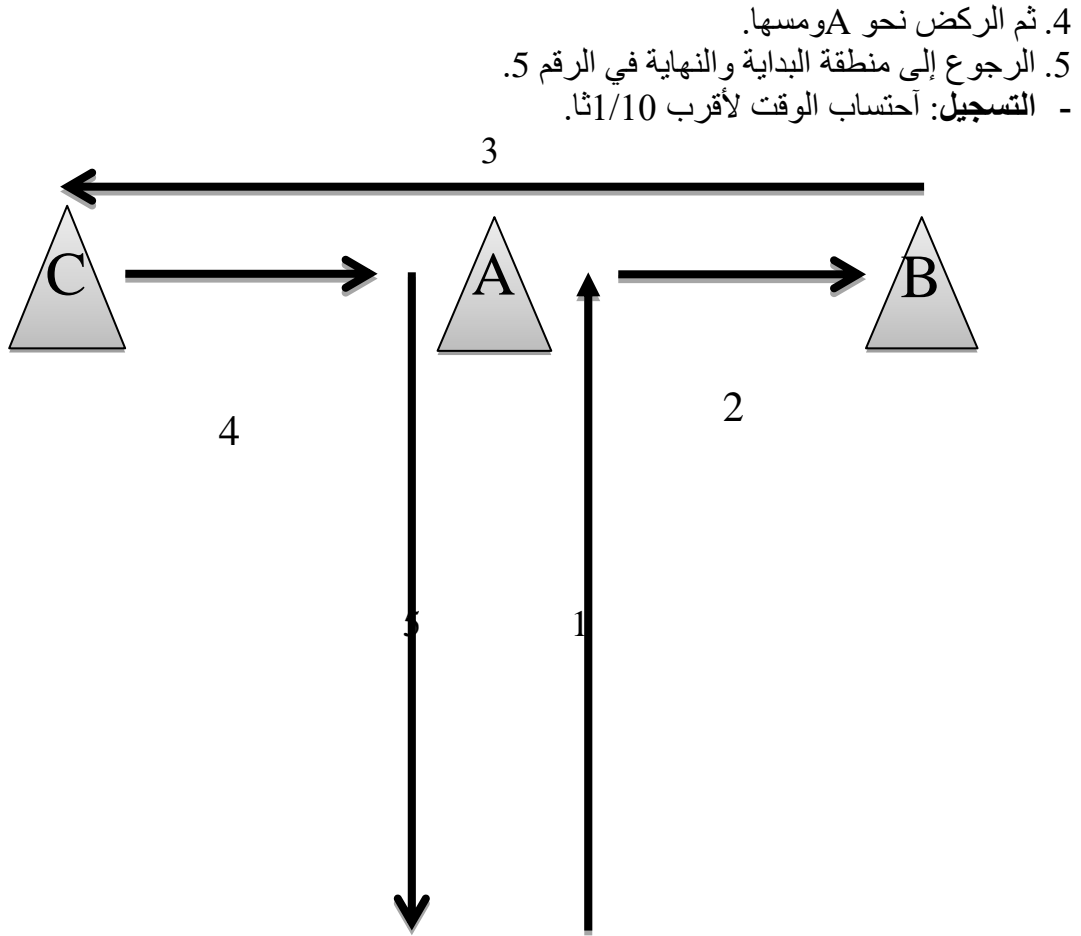 4. ثم الركض نحو Aومسها.
5. الرجوع إلى منطقة البداية والنهاية في الرقم 5.
- التسجيل: آحتساب الوقت لأقرب 1/10ثا.
3
C
A
B
4
2
5
1